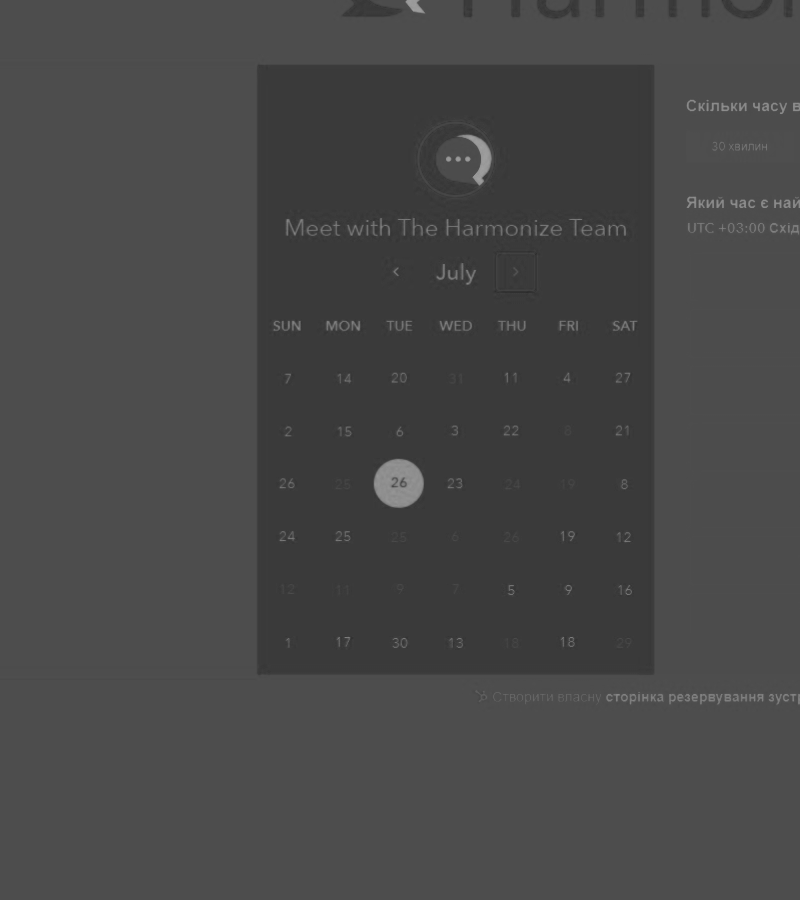 Harmon
Meet with The Harmonize Team
July
SUN MON TUE WED THU FRI SAT
7 14 20 31 11 4 27
2 15 6 3 22 6 21
26 25 26 23 24 19 8
24 25 25 6 26 19 12
12 11 9 7 5 9 16
1 17 30 13 18 18 29
Скільки часу в
30 хвилин
Який час є най
UTC +03:00 Схід
Створити власну сторінка резервування зустр